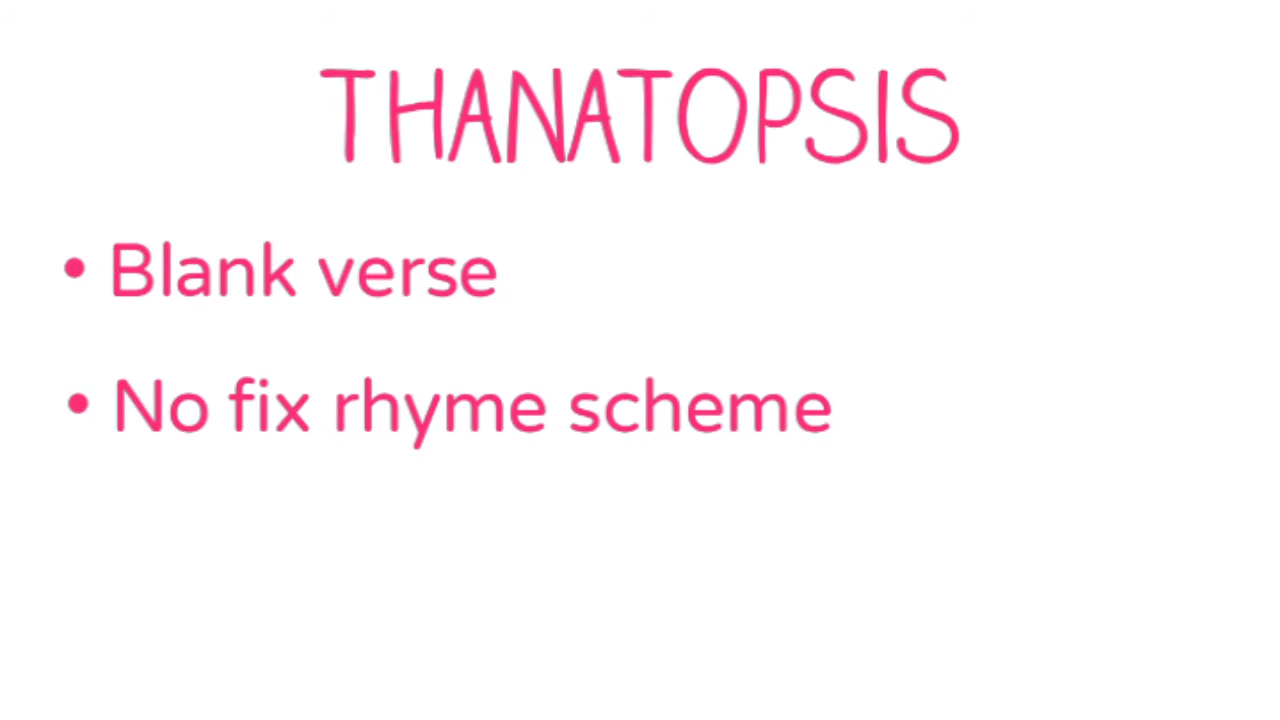 THANATOPSIS
• Blank verse
• No fix rhyme scheme